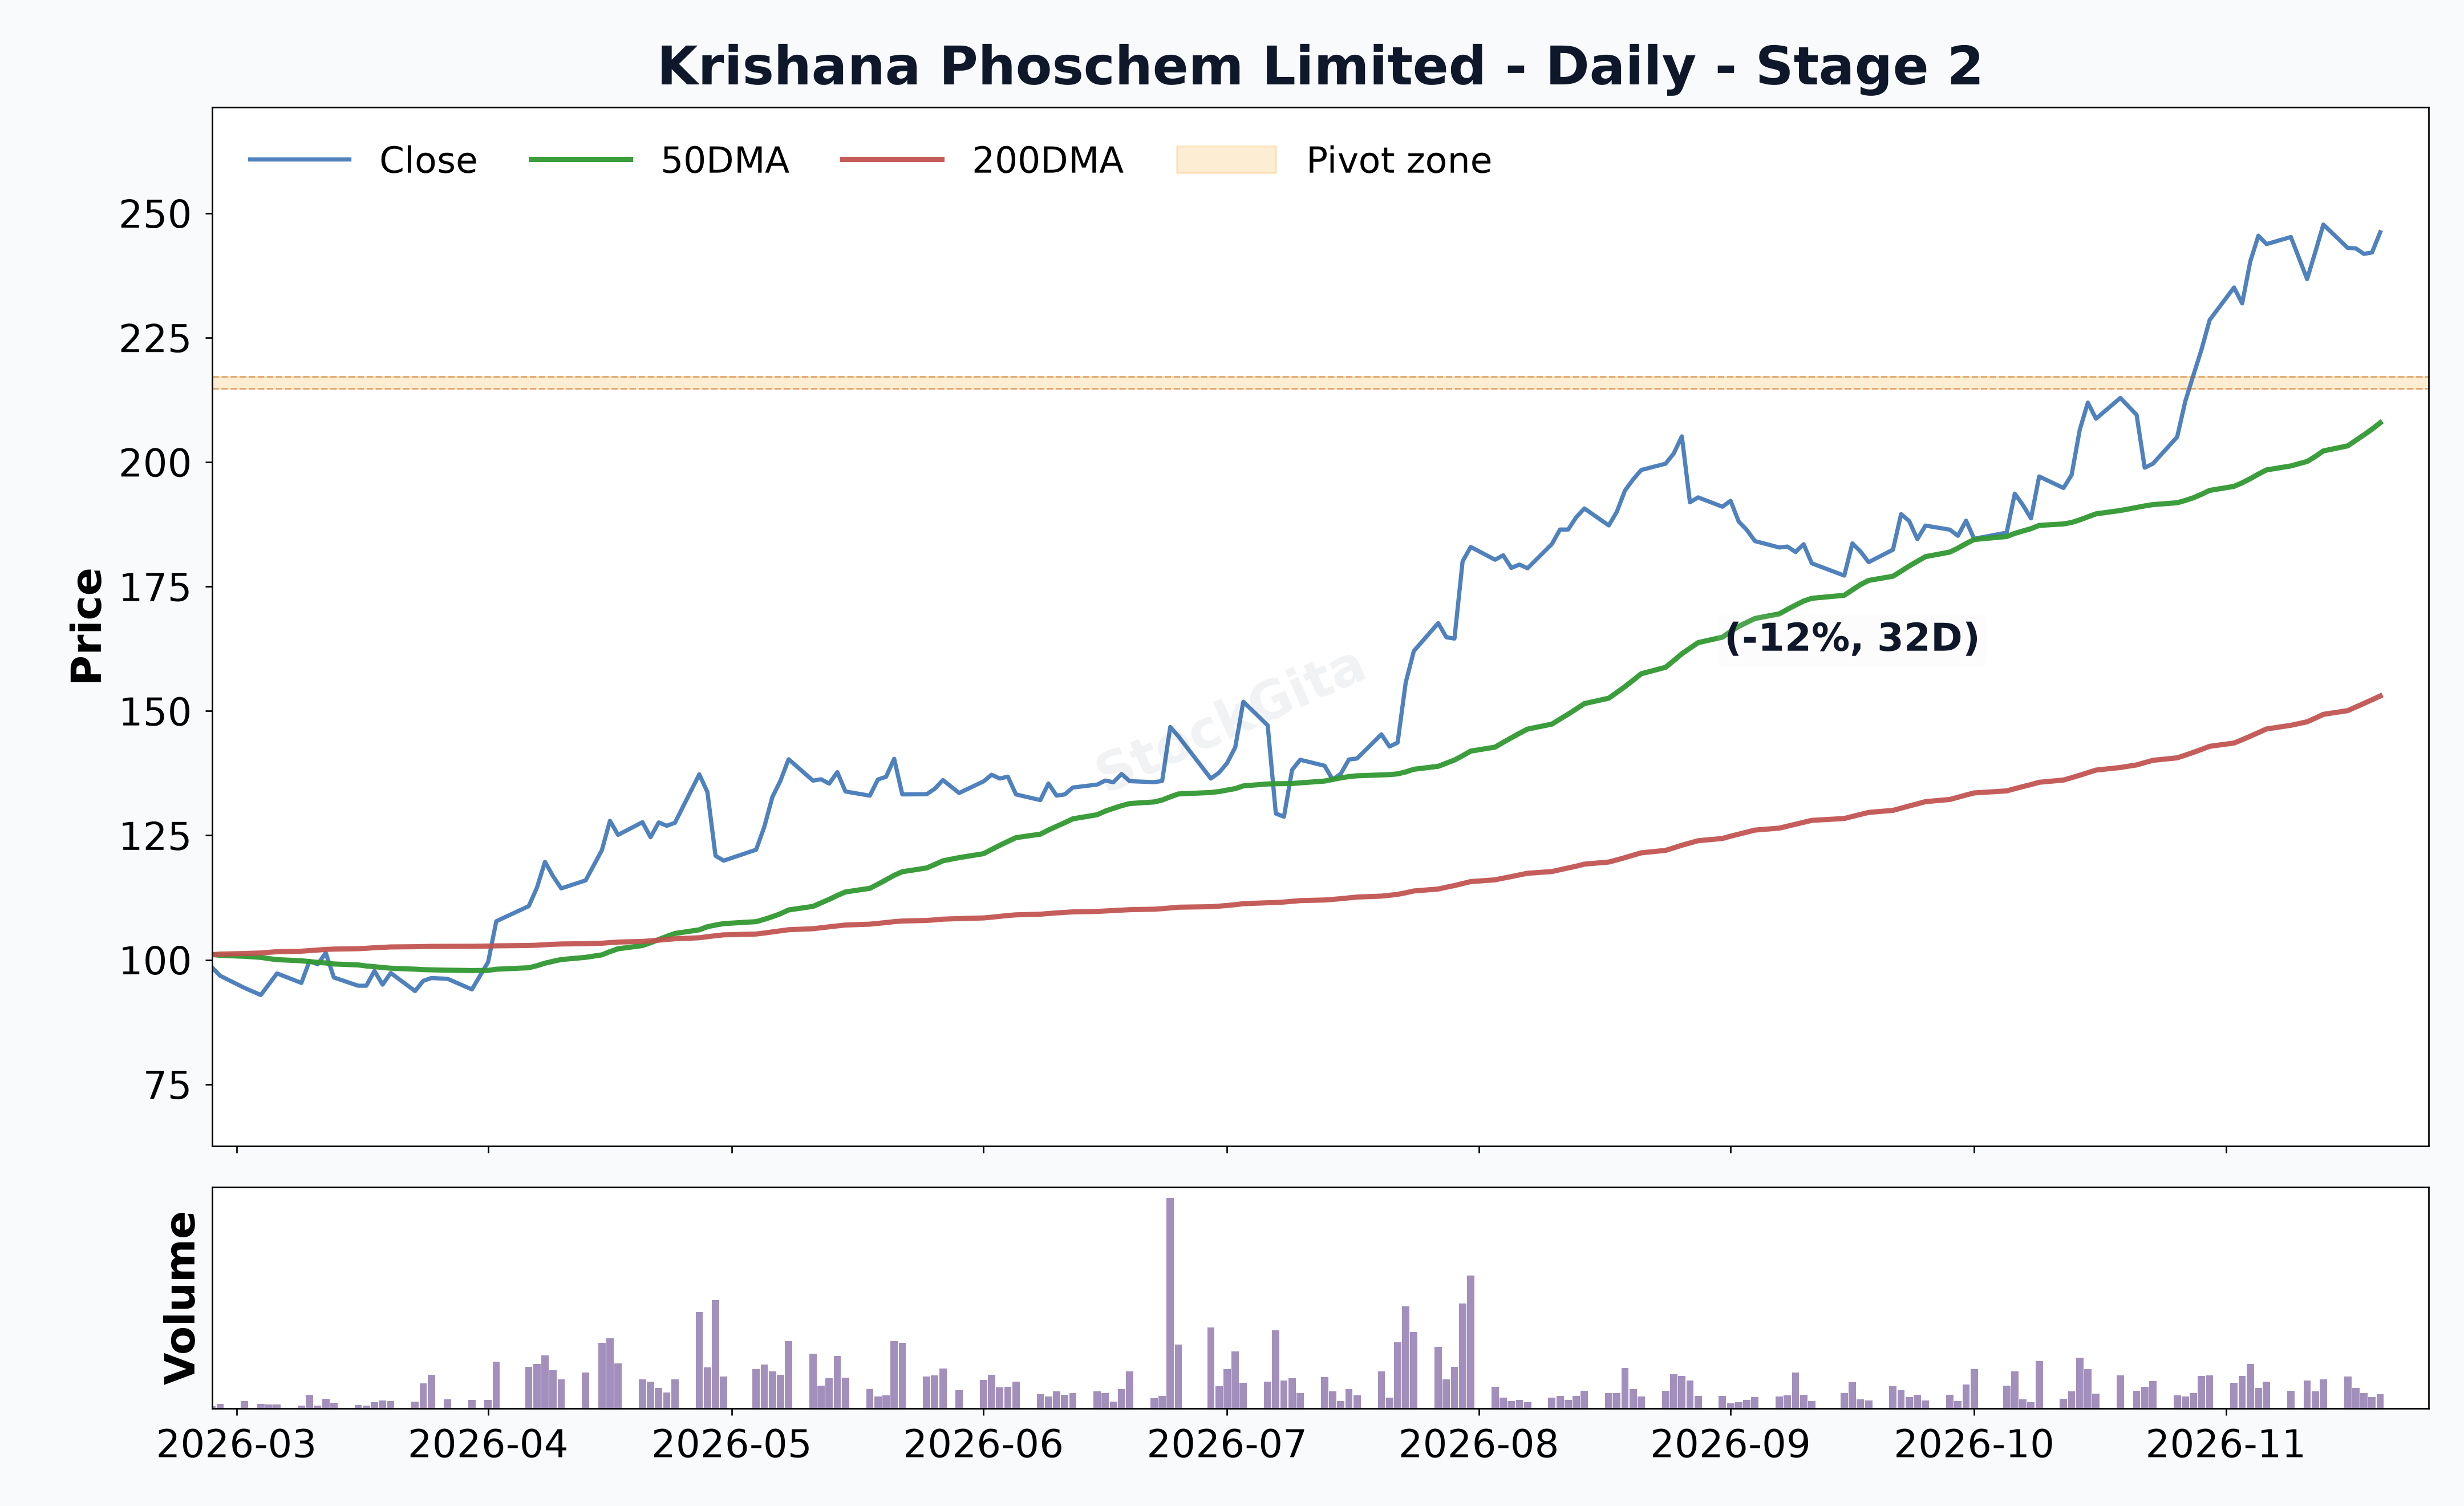 Krishana Phoschem Limited - Daily - Stage 2
Close 50DMA 200DMA Pivot zone
250
225
200
175
150
125
100
75
Price
(-12%, 32D)
StockGita
Volume
2026-03 2026-04 2026-05 2026-06 2026-07 2026-08 2026-09 2026-10 2026-11